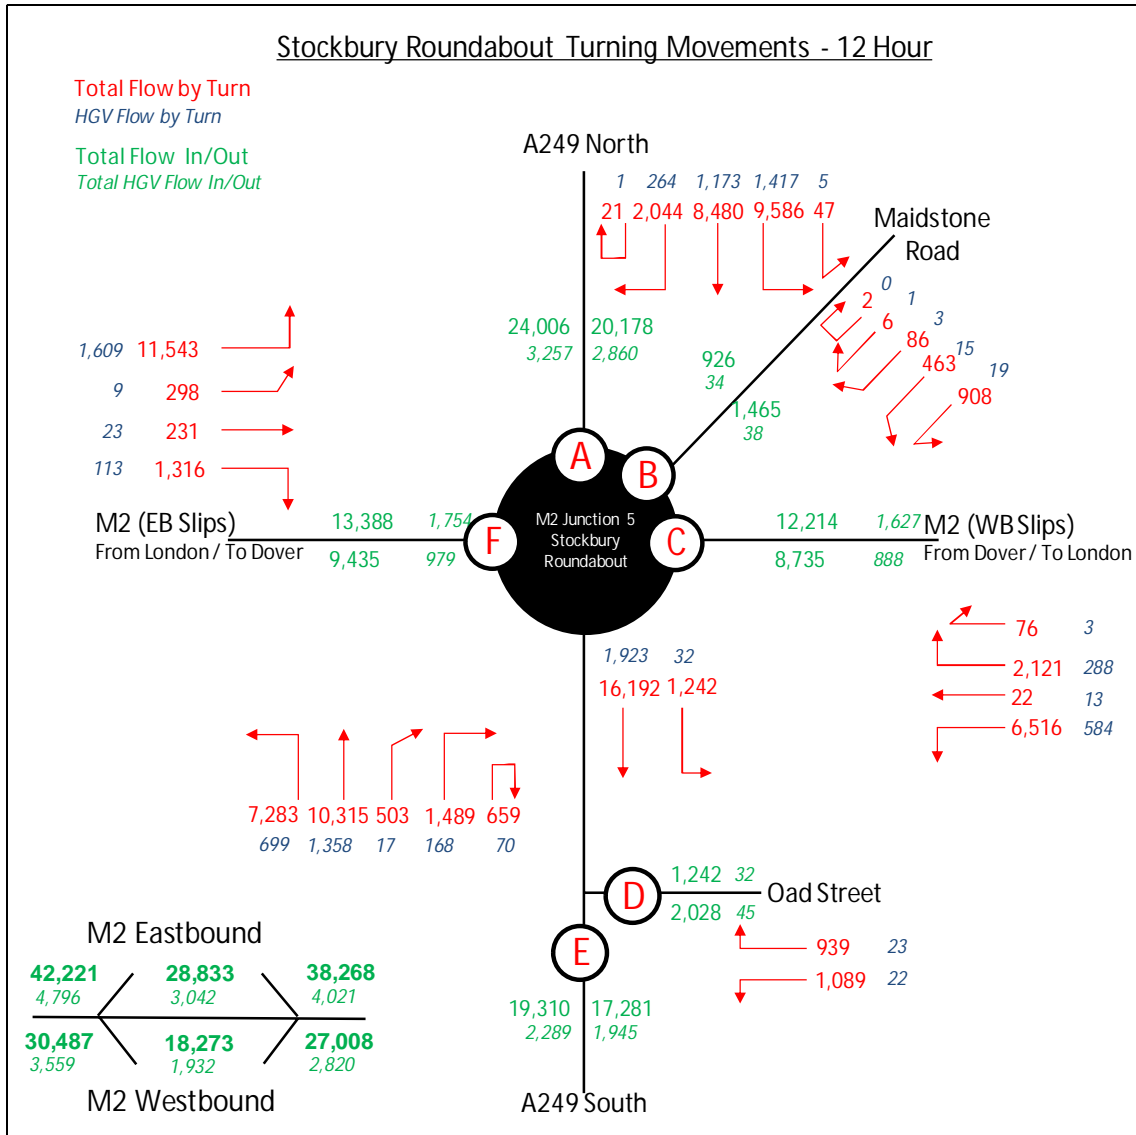 Stockbury Roundabout Turning Movements - 12 Hour
Total Flow by Turn
HGV Flow by Turn
Total Flow In/Out
Total HGV Flow In/Out
A249 North
1 264 1,173 1,417 5
21 2,044 8,480 9,586 47
Maidstone
Road
0 1 3 15 19
2 6 86 463 908
24,006 20,178
3,257 2,860
926
34
1,465
38
1,609 11,543
9 298
23 231
113 1,316
A
B
M2 (EB Slips)
From London / To Dover
13,388 1,754
9,435 979
F
M2 Junction 5
Stockbury
Roundabout
C
12,214 1,627
8,735 888
M2 (WB Slips)
From Dover / To London
76 3
2,121 288
22 13
6,516 584
1,923 32
16,192 1,242
7,283 10,315 503 1,489 659
699 1,358 17 168 70
D
1,242 32
2,028 45
Oad Street
939 23
1,089 22
E
19,310 17,281
2,289 1,945
A249 South
M2 Eastbound
42,221 28,833 38,268
4,796 3,042 4,021
30,487 18,273 27,008
3,559 1,932 2,820
M2 Westbound